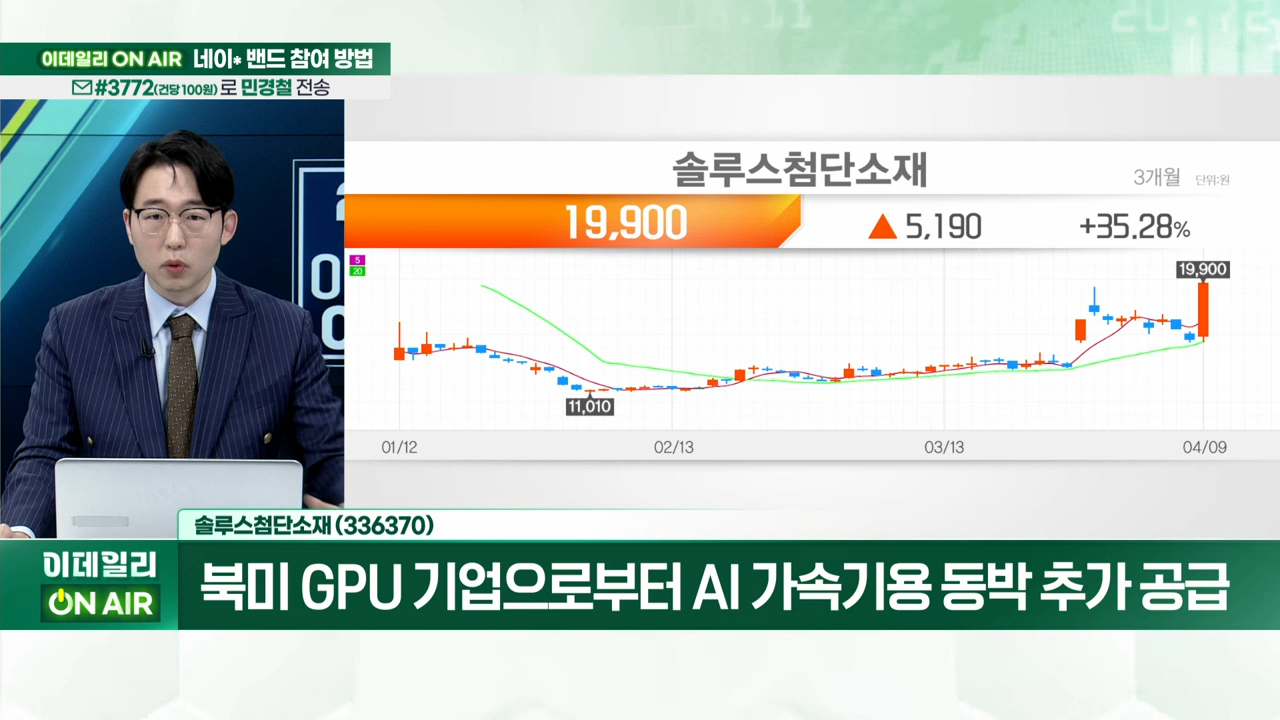 이데일리 ON AIR 네이* 밴드 참여 방법
#3772(건당 100원)로 민경철 전송
솔루스첨단소재
3개월 단위:원
19,900 ▲ 5,190 +35.28%
5
20
19,900
11,010
01/12 02/13 03/13 04/09
솔루스첨단소재 (336370)
이데일리 ON AIR
북미 GPU 기업으로부터 AI 가속기용 동박 추가 공급